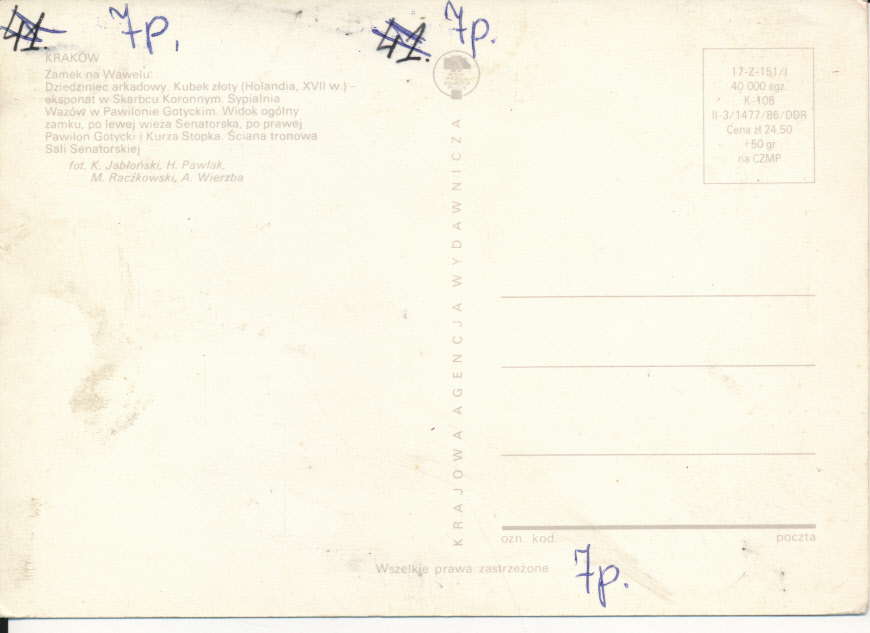 41. 7p. 41. 7p.
KRAKÓW
Zamek na Wawelu:
Dziedziniec arkadowy. Kubek złoty (Holandia, XVII w.) –
eksponat w Skarbcu Koronnym. Sypialnia
Wazów w Pawilonie Gotyckim. Widok ogólny
zamku, po lewej wieża Senatorska, po prawej
Pawilon Gotycki i Kurza Stopka. Ściana tronowa
Sali Senatorskiej
fot. K. Jabłoński, H. Pawlak,
M. Raczkowski, A. Wierzba
KRAJOWA AGENCJA WYDAWNICZA
17-Z-151/J
40 000 egz.
K-108
II-3/1477/86/DDR
Cena zł 24,50
+50 gr
na CZMP
ozn. kod. poczta
Wszelkie prawa zastrzeżone
7p.